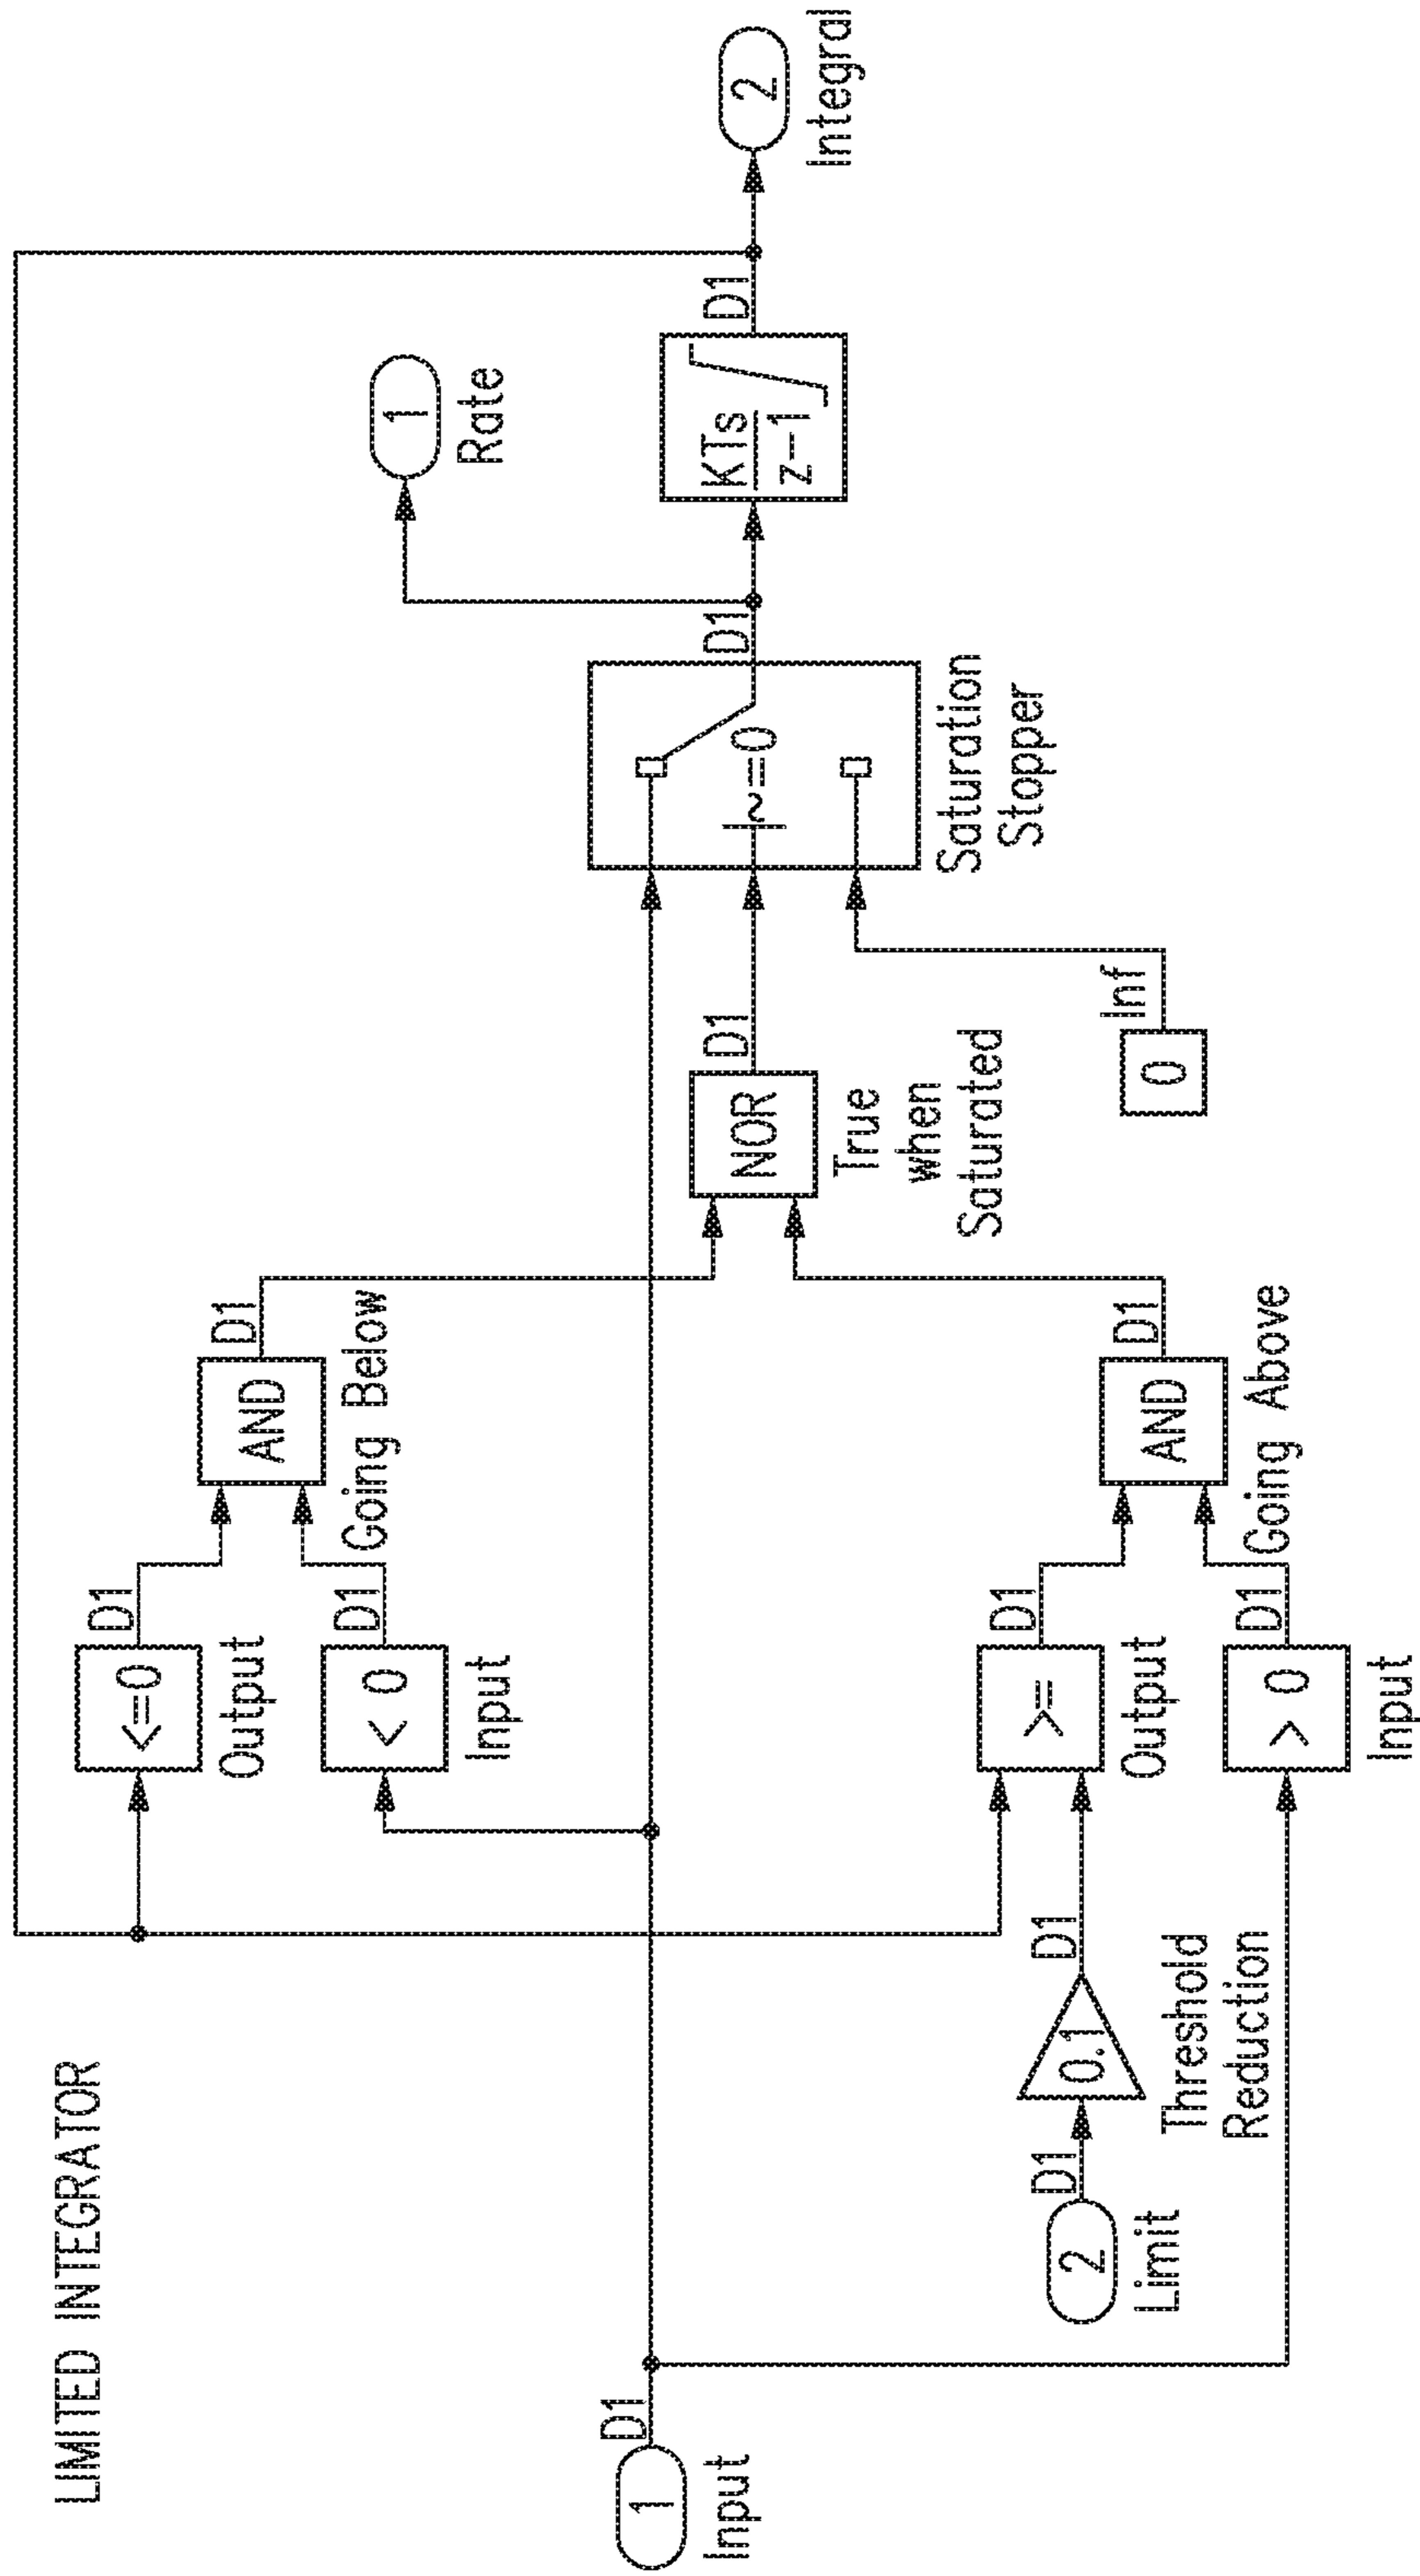 LIMITED INTEGRATOR
<=0
D1
Output
< 0
D1
Input
AND
D1
Going Below
1
Rate
1
D1
Input
NOR
D1
True
when
Saturated
~=0
D1
Saturation
Stopper
KTs
z-1
D1
2
Integral
2
D1
Limit
0.1
D1
Threshold
Reduction
>=
D1
Output
> 0
D1
Input
AND
D1
Going Above
0
Inf